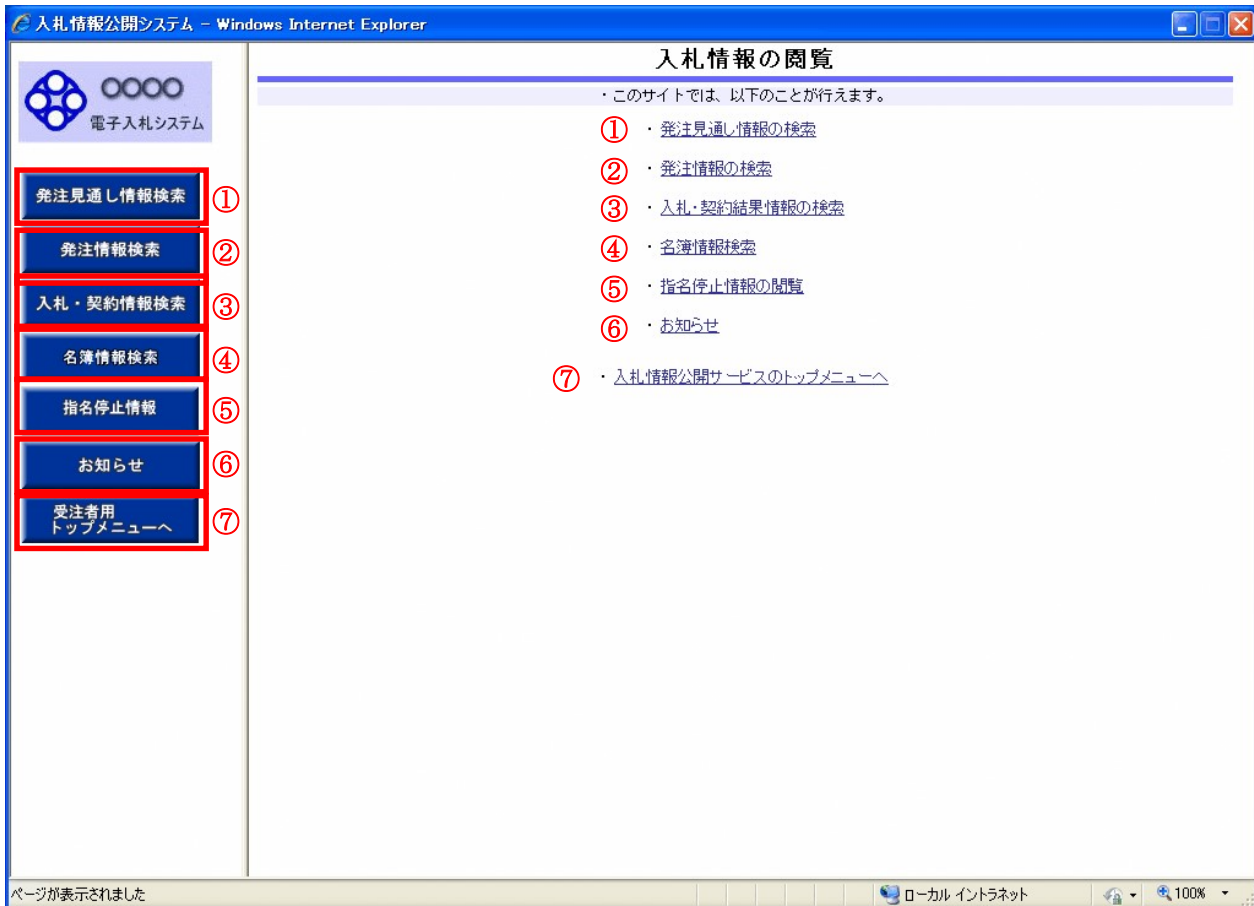 入札情報公開システム - Windows Internet Explorer
〇〇〇〇
電子入札システム
発注見通し情報検索 ①
発注情報検索 ②
入札・契約情報検索 ③
名簿情報検索 ④
指名停止情報 ⑤
お知らせ ⑥
受注者用
トップメニューへ ⑦
入札情報の閲覧
・このサイトでは、以下のことが行えます。
① ・発注見通し情報の検索
② ・発注情報の検索
③ ・入札・契約結果情報の検索
④ ・名簿情報検索
⑤ ・指名停止情報の閲覧
⑥ ・お知らせ
⑦ ・入札情報公開サービスのトップメニューへ
ページが表示されました
ローカル イントラネット
100%